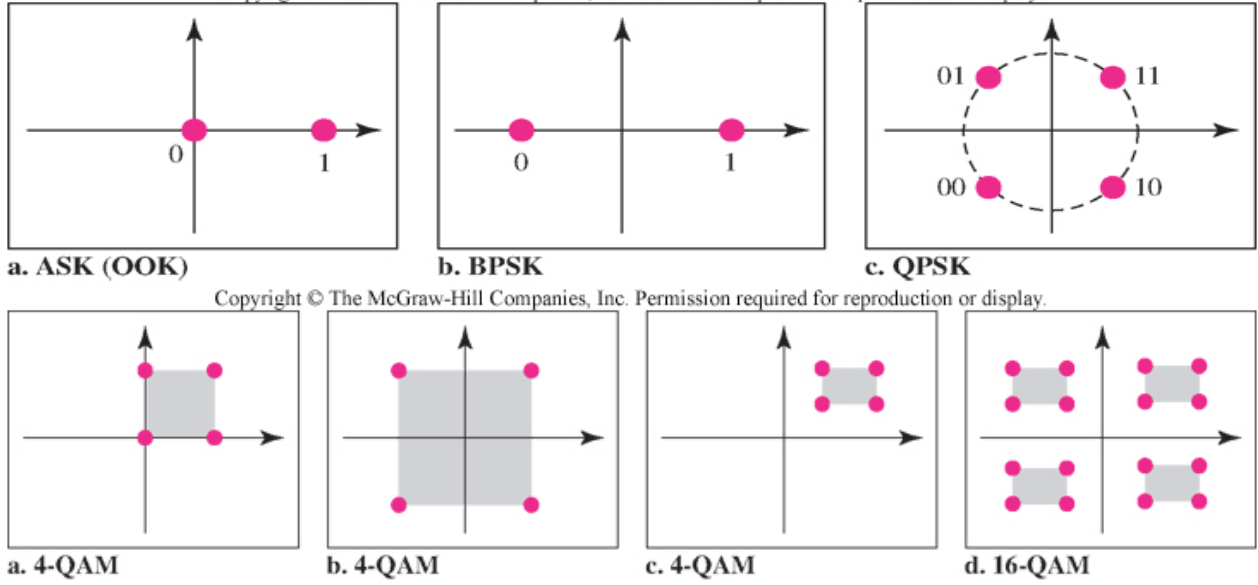 0
1
a. ASK (OOK)
0
1
b. BPSK
01
11
00
10
c. QPSK
Copyright © The McGraw-Hill Companies, Inc. Permission required for reproduction or display.
a. 4-QAM
b. 4-QAM
c. 4-QAM
d. 16-QAM